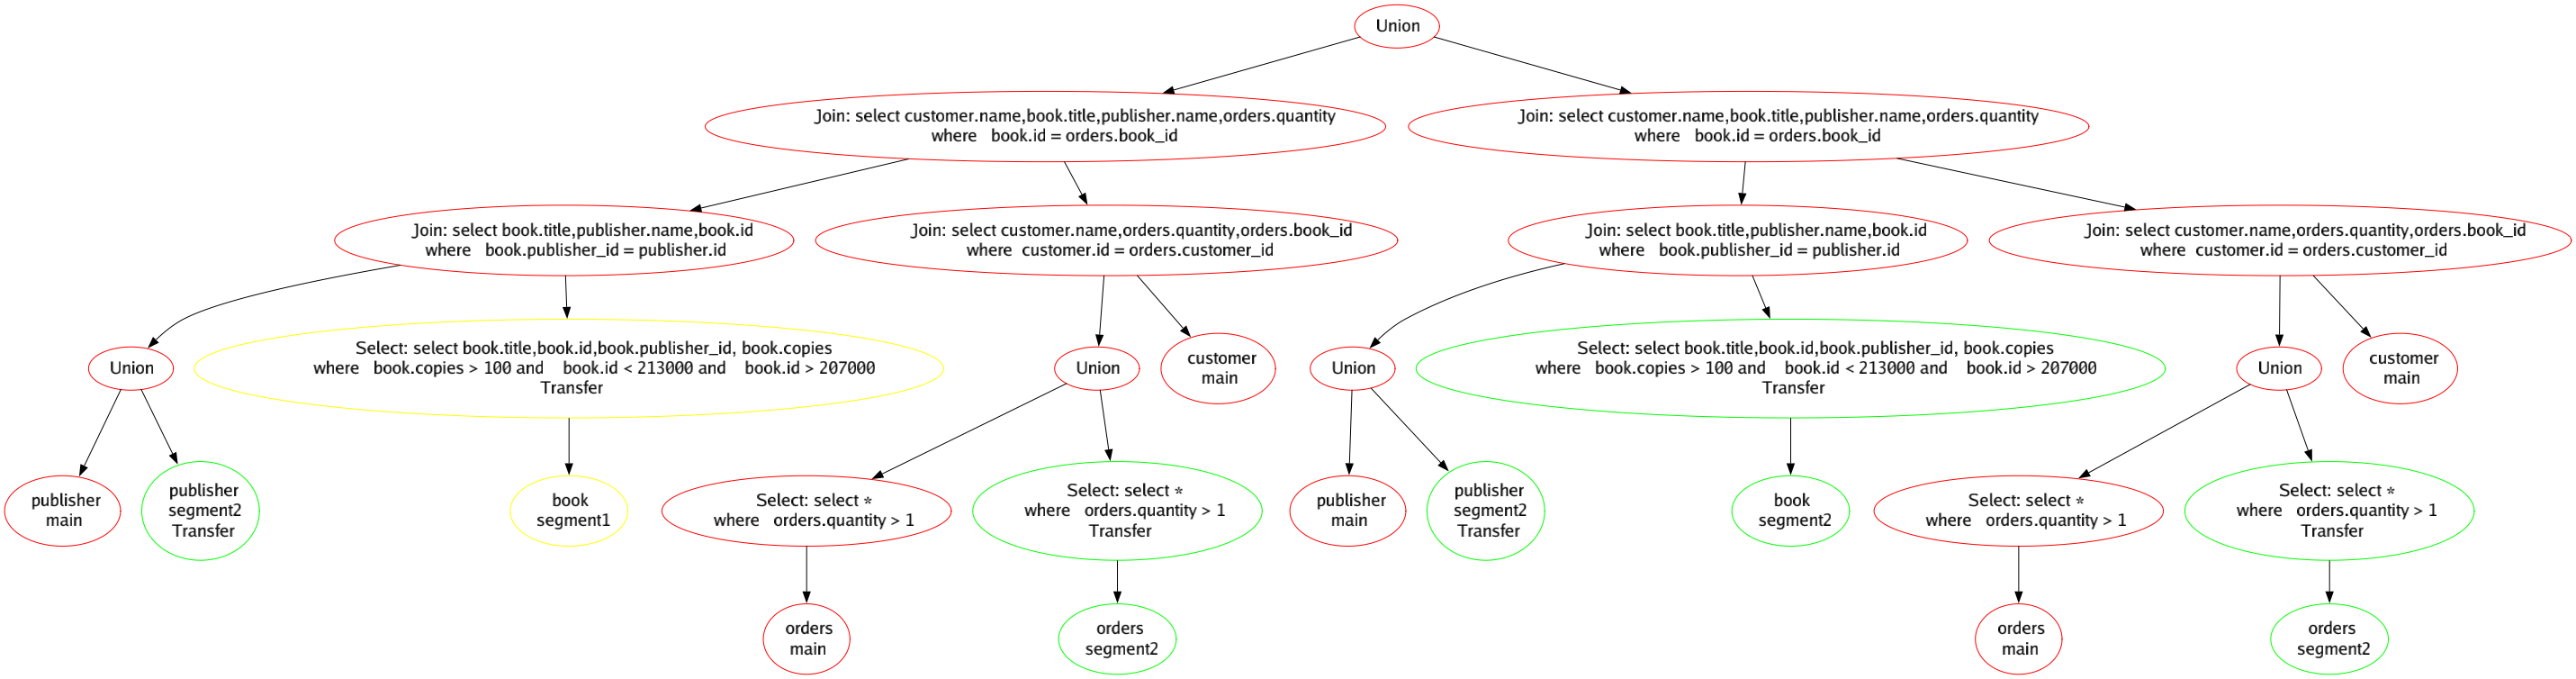 Union
Join: select customer.name,book.title,publisher.name,orders.quantity
where book.id = orders.book_id
Join: select customer.name,book.title,publisher.name,orders.quantity
where book.id = orders.book_id
Join: select book.title,publisher.name,book.id
where book.publisher_id = publisher.id
Join: select customer.name,orders.quantity,orders.book_id
where customer.id = orders.customer_id
Join: select book.title,publisher.name,book.id
where book.publisher_id = publisher.id
Join: select customer.name,orders.quantity,orders.book_id
where customer.id = orders.customer_id
Union
Select: select book.title,book.id,book.publisher_id, book.copies
where book.copies > 100 and book.id < 213000 and book.id > 207000
Transfer
Union
customer
main
Union
Select: select book.title,book.id,book.publisher_id, book.copies
where book.copies > 100 and book.id < 213000 and book.id > 207000
Transfer
Union
customer
main
publisher
main
publisher
segment2
Transfer
book
segment1
Select: select *
where orders.quantity > 1
Select: select *
where orders.quantity > 1
Transfer
publisher
main
publisher
segment2
Transfer
book
segment2
Select: select *
where orders.quantity > 1
Select: select *
where orders.quantity > 1
Transfer
orders
main
orders
segment2
orders
main
orders
segment2